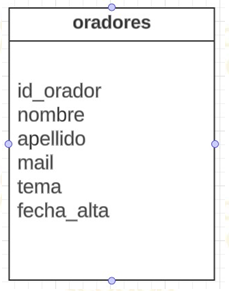 oradores
id_orador
nombre
apellido
mail
tema
fecha_alta